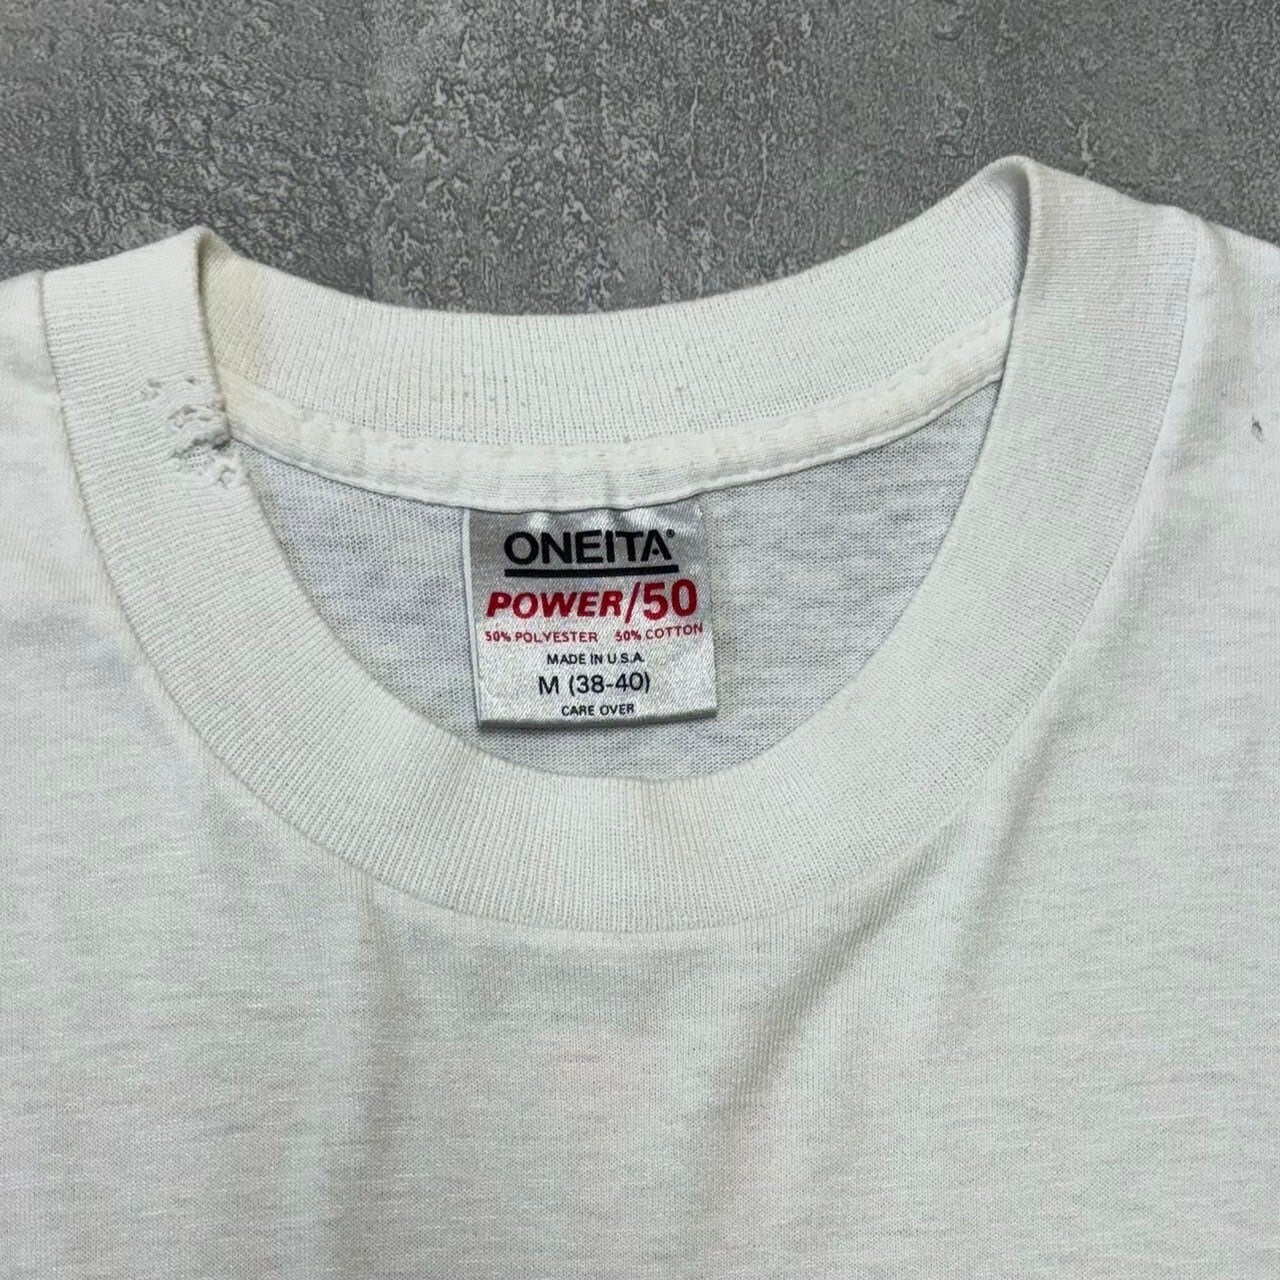 ONEITA®
POWER/50
50% POLYESTER 50% COTTON
MADE IN U.S.A.
M (38-40)
CARE OVER